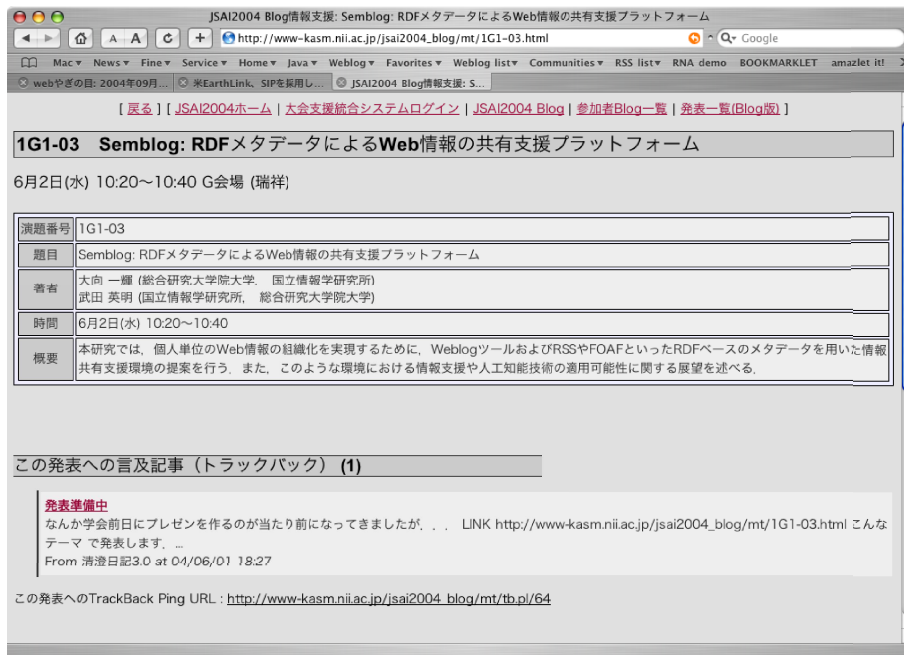 JSAI2004 Blog情報支援: Semblog: RDFメタデータによるWeb情報の共有支援プラットフォーム
A A C + http://www-kasm.nii.ac.jp/jsai2004_blog/mt/1G1-03.html Q Google
Mac News Fine Service Home Java Weblog Favorites Weblog list Communities RSS list RNA demo BOOKMARKLET amazlet it!
webやぎの目: 2004年09月... 米EarthLink, SIPを採用し... JSAI2004 Blog情報支援: S...
[ 戻る ] [ JSAI2004ホーム | 大会支援統合システムログイン | JSAI2004 Blog | 参加者Blog一覧 | 発表一覧(Blog版) ]
1G1-03 Semblog: RDFメタデータによるWeb情報の共有支援プラットフォーム
6月2日(水) 10:20〜10:40 G会場 (瑞祥)
演題番号 1G1-03
題目 Semblog: RDFメタデータによるWeb情報の共有支援プラットフォーム
著者 大向 一輝 (総合研究大学院大学， 国立情報学研究所)
武田 英明 (国立情報学研究所， 総合研究大学院大学)
時間 6月2日(水) 10:20〜10:40
概要 本研究では，個人単位のWeb情報の組織化を実現するために，WeblogツールおよびRSSやFOAFといったRDFベースのメタデータを用いた情報
共有支援環境の提案を行う．また，このような環境における情報支援や人工知能技術の適用可能性に関する展望を述べる．
この発表への言及記事（トラックバック） (1)
発表準備中
なんか学会前日にプレゼンを作るのが当たり前になってきましたが．．． LINK http://www-kasm.nii.ac.jp/jsai2004_blog/mt/1G1-03.html こんな
テーマ で発表します．...
From 清澄日記3.0 at 04/06/01 18:27
この発表へのTrackBack Ping URL : http://www-kasm.nii.ac.jp/jsai2004_blog/mt/tb.pl/64